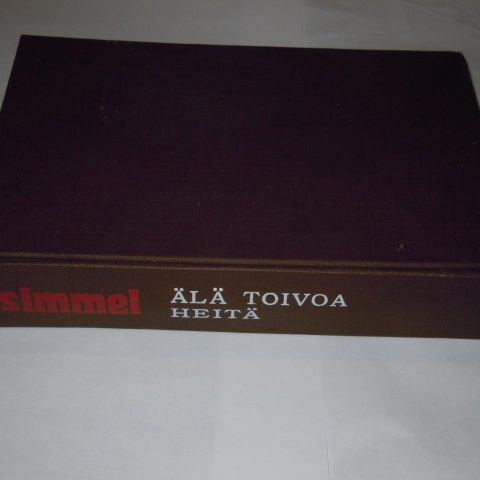 simmel
ÄLÄ TOIVOA
HEITÄ